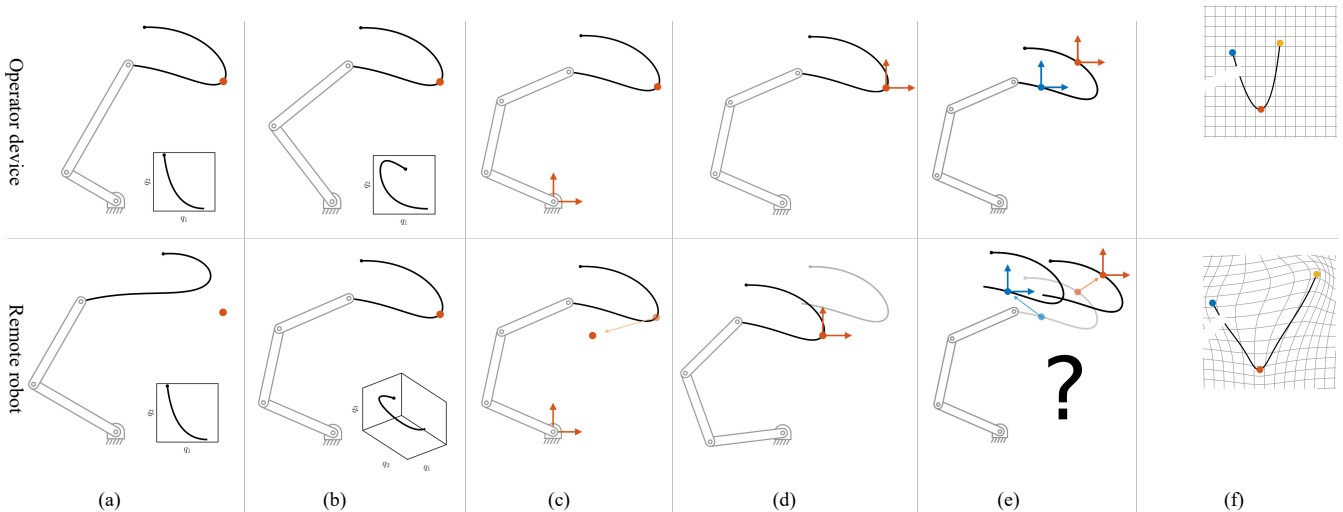 Operator device
q₂
q₁
q₂
q₁
Remote robot
q₂
q₁
q₃
q₂
q₁
?
(a)
(b)
(c)
(d)
(e)
(f)